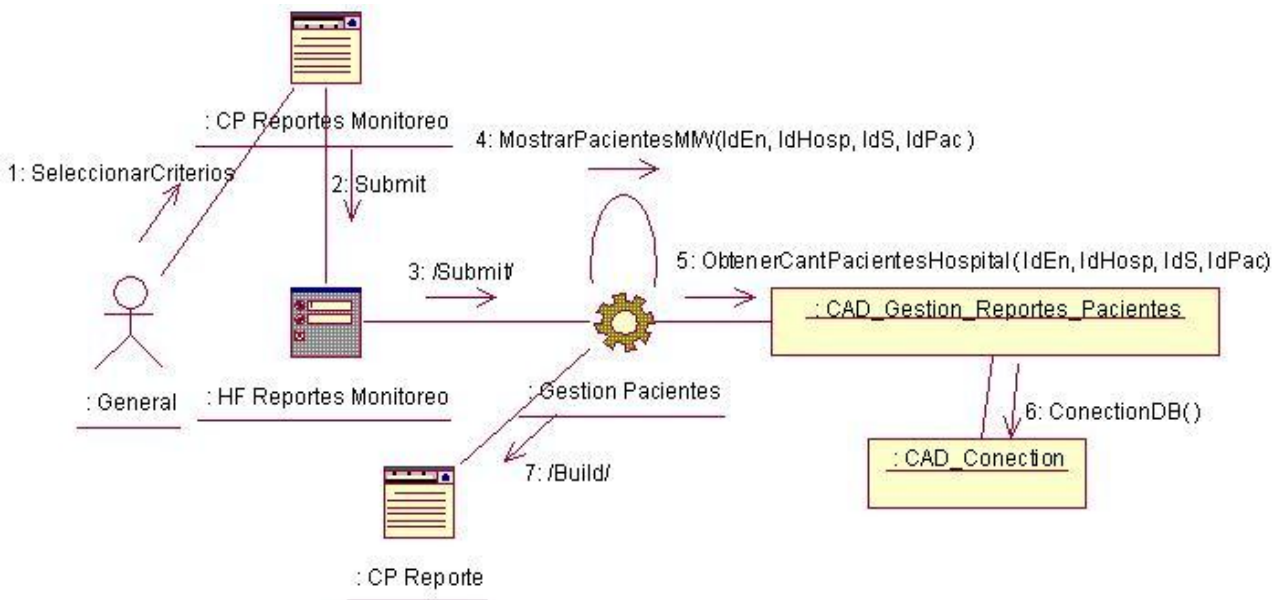 : CP Reportes Monitoreo
4: MostrarPacientesMW(IdEn, IdHosp, IdS, IdPac )
1: SeleccionarCriterios
2: Submit
3: /Submit/
5: ObtenerCantPacientesHospital( IdEn, IdHosp, IdS, IdPac)
: CAD_Gestion_Reportes_Pacientes
: General
: HF Reportes Monitoreo
: Gestion Pacientes
6: ConectionDB( )
: CAD_Conection
7: /Build/
: CP Reporte